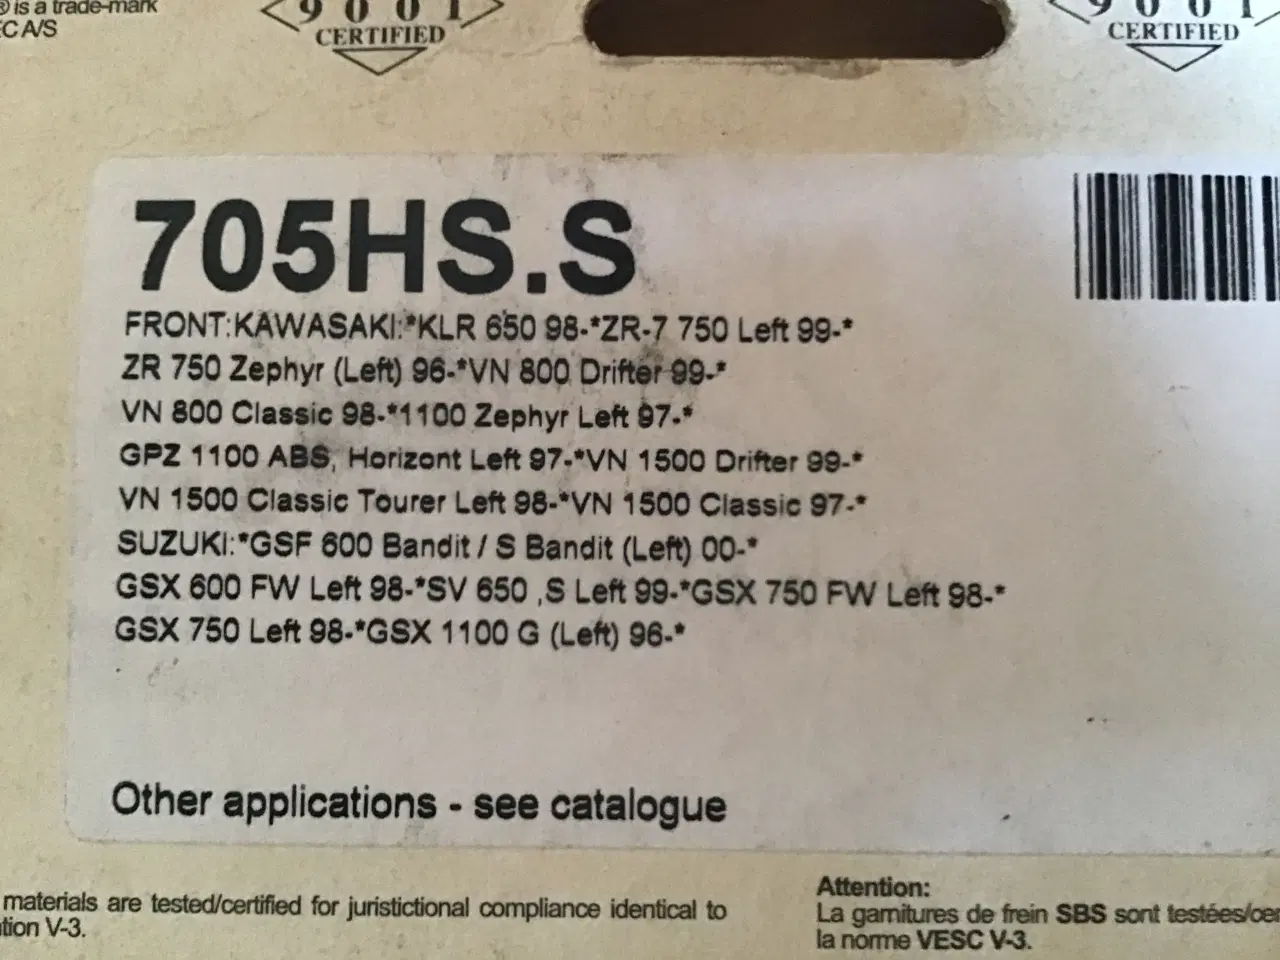 ® is a trade-mark
C A/S
9001
CERTIFIED
9001
CERTIFIED
705HS.S
FRONT:KAWASAKI:*KLR 650 98-*ZR-7 750 Left 99-*
ZR 750 Zephyr (Left) 96-*VN 800 Drifter 99-*
VN 800 Classic 98-*1100 Zephyr Left 97-*
GPZ 1100 ABS, Horizont Left 97-*VN 1500 Drifter 99-*
VN 1500 Classic Tourer Left 98-*VN 1500 Classic 97-*
SUZUKI:*GSF 600 Bandit / S Bandit (Left) 00-*
GSX 600 FW Left 98-*SV 650 ,S Left 99-*GSX 750 FW Left 98-*
GSX 750 Left 98-*GSX 1100 G (Left) 96-*
Other applications - see catalogue
materials are tested/certified for juristictional compliance identical to
tion V-3.
Attention:
La garnitures de frein SBS sont testées/cer
la norme VESC V-3.